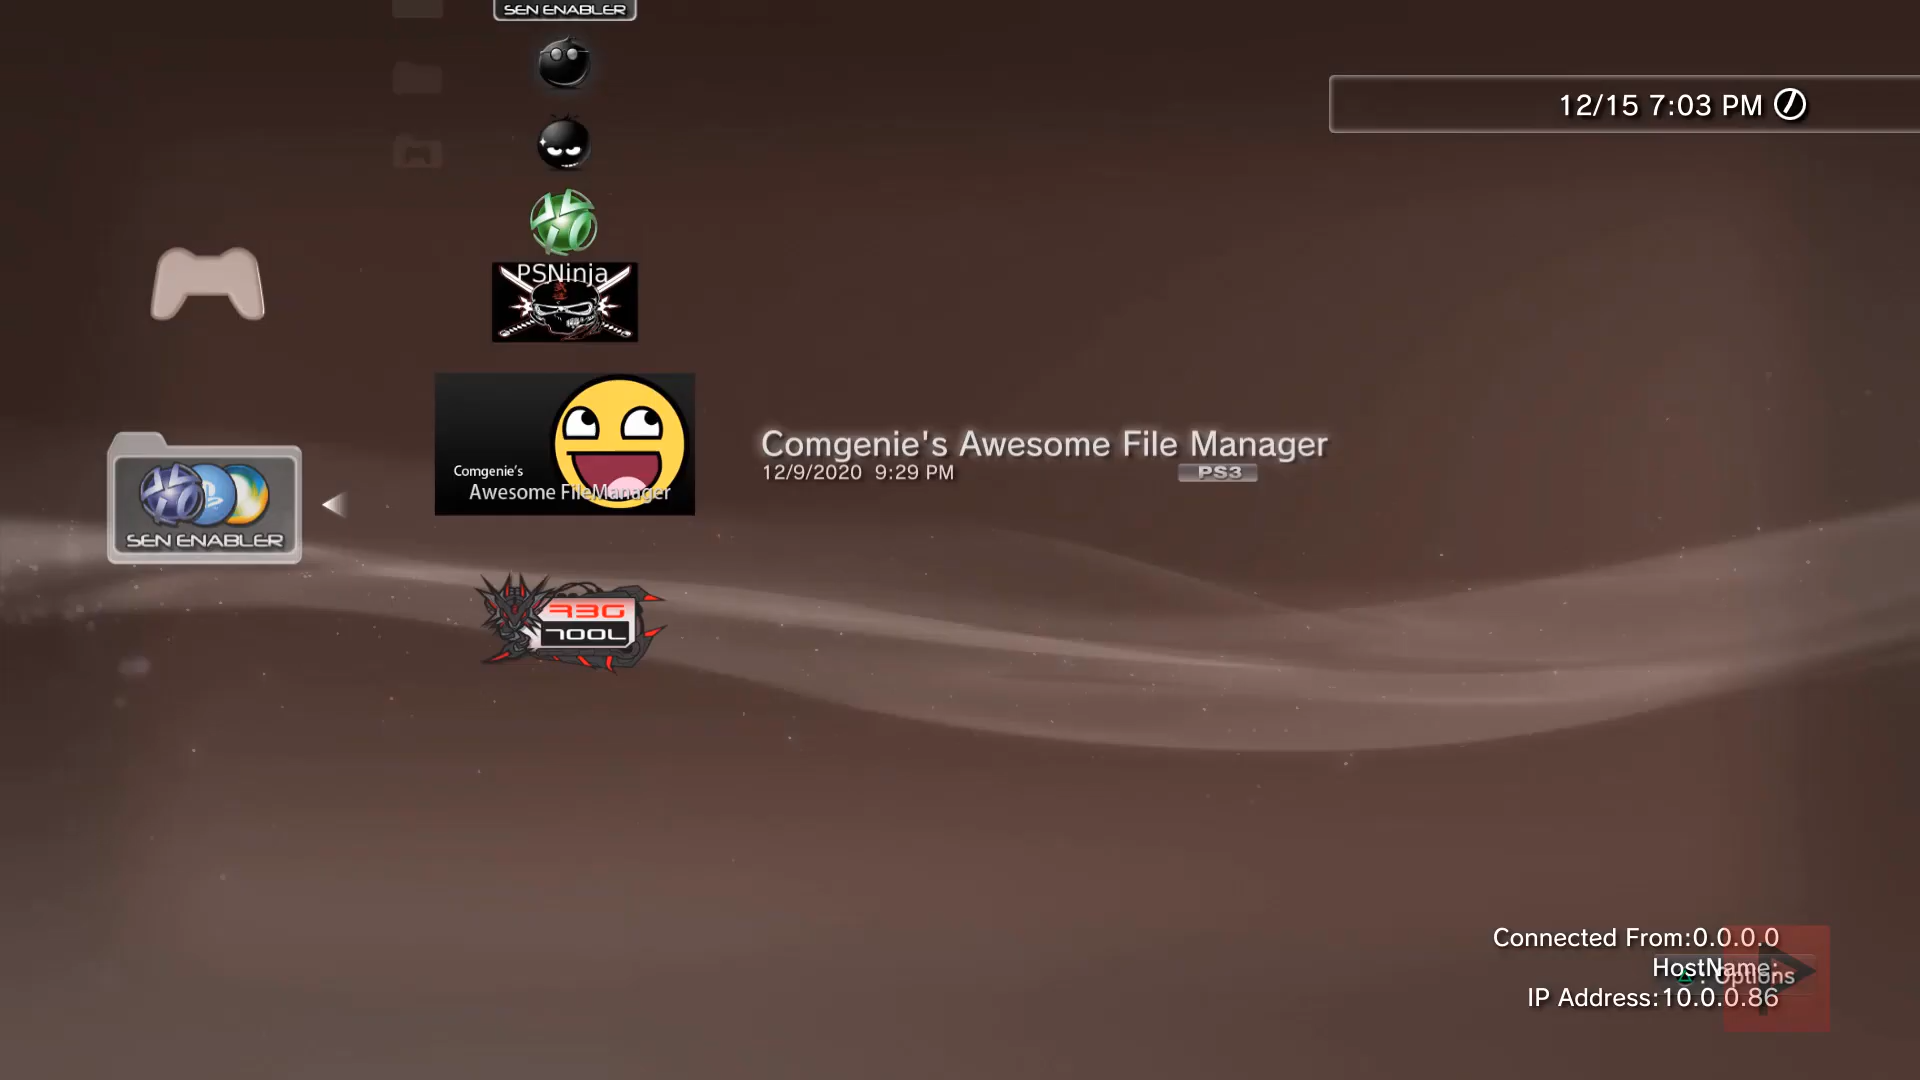 SEN ENABLER
12/15 7:03 PM
PSNinja
Comgenie's
Awesome FileManager
Comgenie's Awesome File Manager
12/9/2020 9:29 PM
PS3
SEN ENABLER
R3G
TOOL
Connected From:0.0.0.0
HostName:
: Options
IP Address:10.0.0.86